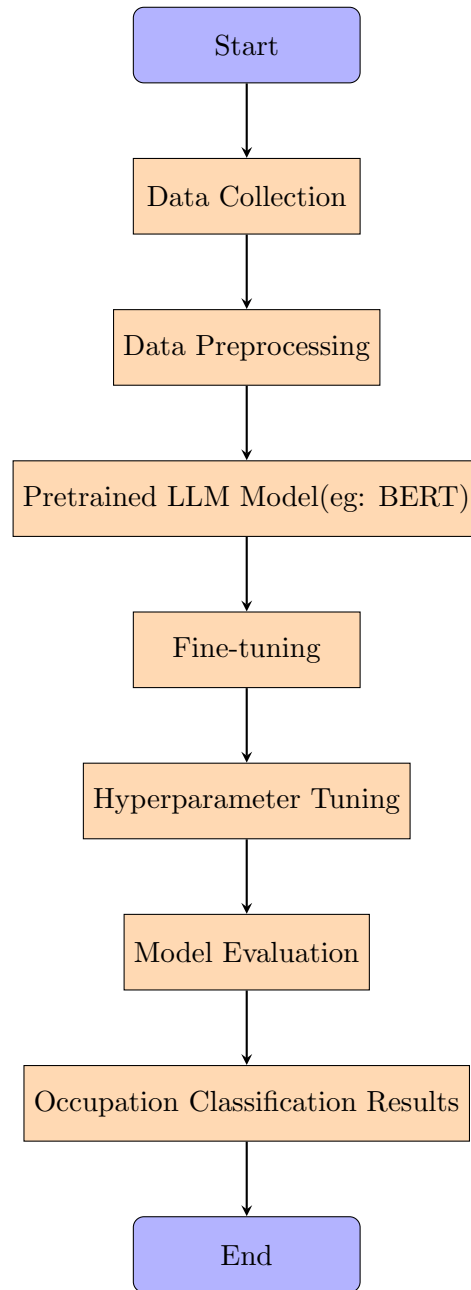 Start
Data Collection
Data Preprocessing
Pretrained LLM Model(eg: BERT)
Fine-tuning
Hyperparameter Tuning
Model Evaluation
Occupation Classification Results
End